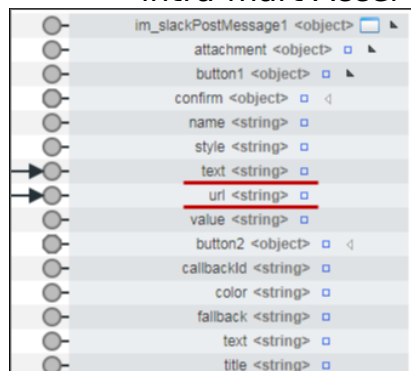 im_slackPostMessage1 <object>
attachment <object>
button1 <object>
confirm <object>
name <string>
style <string>
text <string>
url <string>
value <string>
button2 <object>
callbackId <string>
color <string>
fallback <string>
text <string>
title <string>